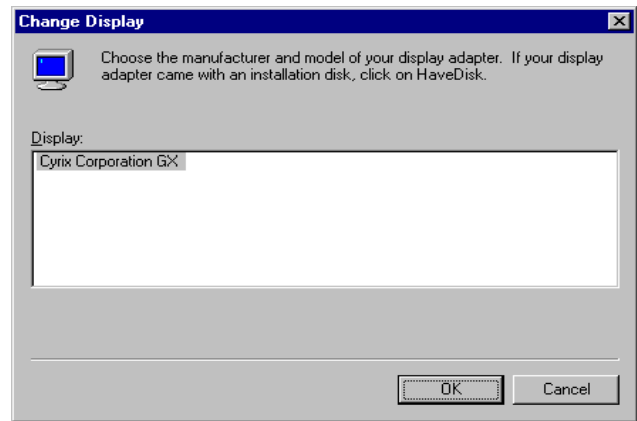 Change Display
Choose the manufacturer and model of your display adapter. If your display
adapter came with an installation disk, click on HaveDisk.
Display:
Cyrix Corporation GX
OK Cancel